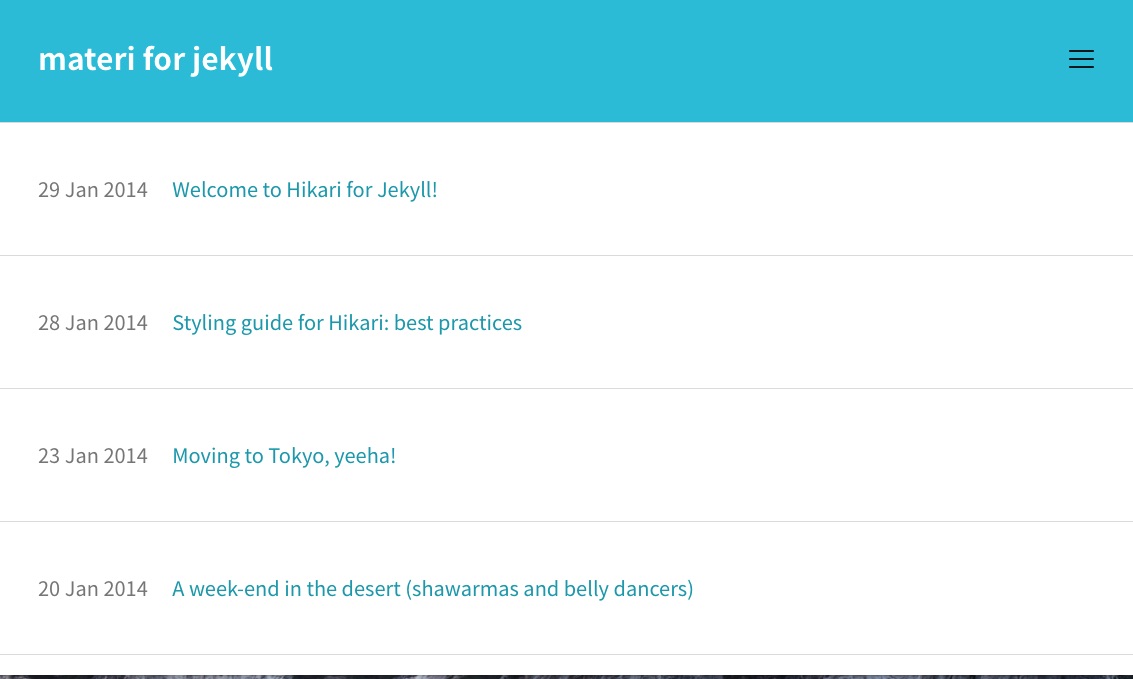 materi for jekyll
29 Jan 2014 Welcome to Hikari for Jekyll!
28 Jan 2014 Styling guide for Hikari: best practices
23 Jan 2014 Moving to Tokyo, yeeha!
20 Jan 2014 A week-end in the desert (shawarmas and belly dancers)